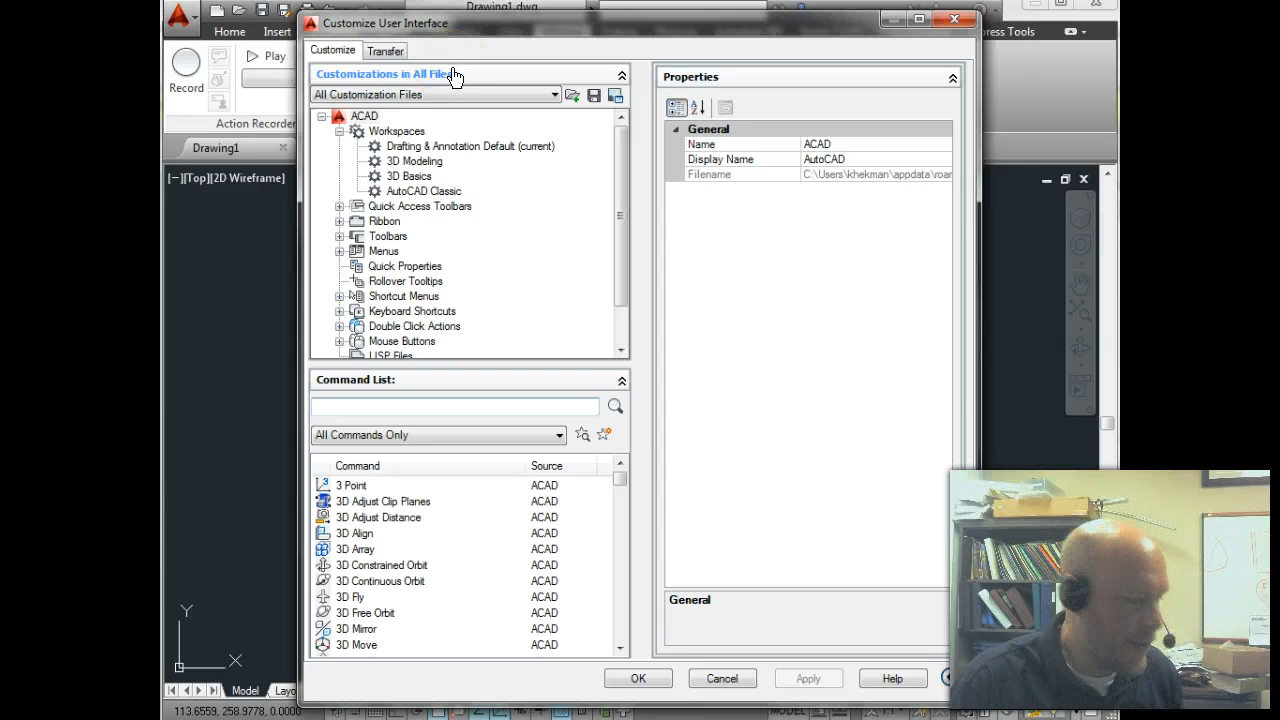 Drawing1.dwg
Customize User Interface
Home
Insert
Play
Record
Action Recorder
Drawing1
[−][Top][2D Wireframe]
press Tools
Customize
Transfer
Customizations in All Files
All Customization Files
ACAD
Workspaces
Drafting & Annotation Default (current)
3D Modeling
3D Basics
AutoCAD Classic
Quick Access Toolbars
Ribbon
Toolbars
Menus
Quick Properties
Rollover Tooltips
Shortcut Menus
Keyboard Shortcuts
Double Click Actions
Mouse Buttons
LISP Files
Command List:
All Commands Only
Command Source
3 Point ACAD
3D Adjust Clip Planes ACAD
3D Adjust Distance ACAD
3D Align ACAD
3D Array ACAD
3D Constrained Orbit ACAD
3D Continuous Orbit ACAD
3D Fly ACAD
3D Free Orbit ACAD
3D Mirror ACAD
3D Move ACAD
Properties
General
Name ACAD
Display Name AutoCAD
Filename C:\Users\khekman\appdata\roar
General
OK
Cancel
Apply
Help
Y
X
Model
Layo
113.6559, 258.9778, 0.0000
MODEL